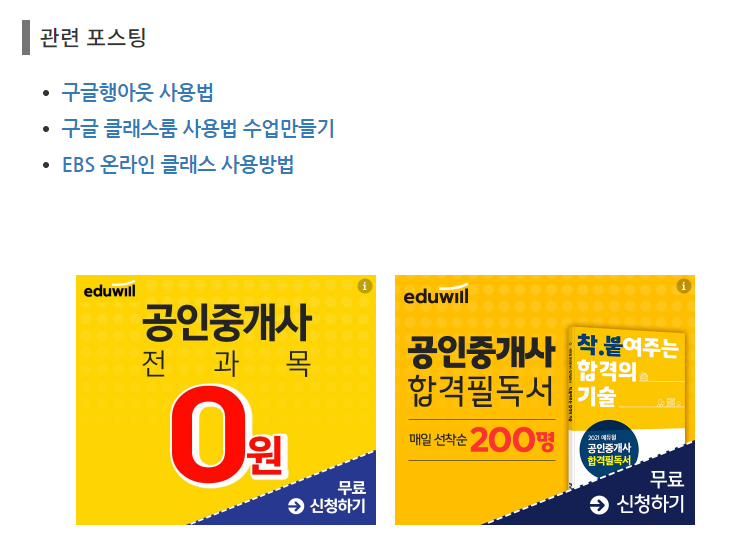 관련 포스팅
구글행아웃 사용법
구글 클래스룸 사용법 수업만들기
EBS 온라인 클래스 사용방법
eduwill
공인중개사
전 과 목
0원
무료
신청하기
eduwill
공인중개사
합격필독서
매일 선착순 200명
착.붙여주는
합격의
기술
2021 에듀윌
공인중개사
합격필독서
무료
신청하기